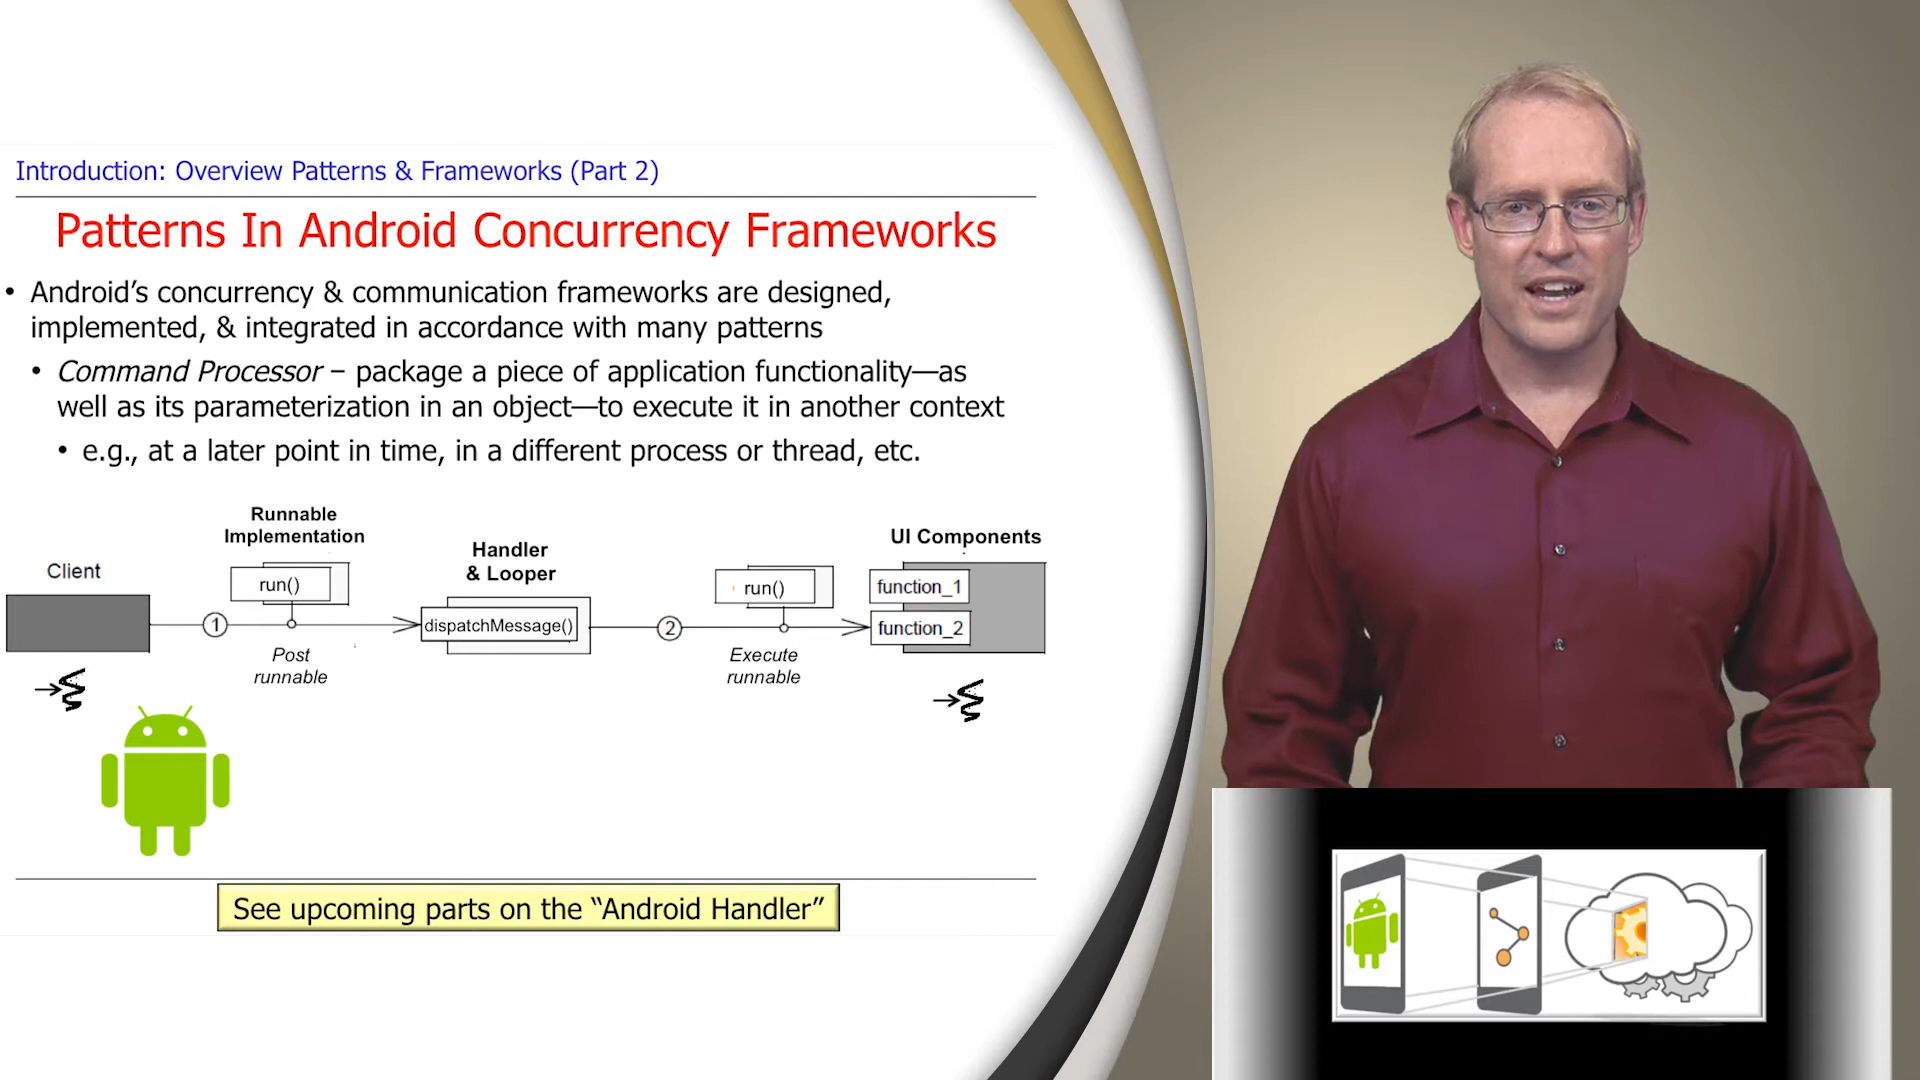 Introduction: Overview Patterns & Frameworks (Part 2)
Patterns In Android Concurrency Frameworks
• Android’s concurrency & communication frameworks are designed,
implemented, & integrated in accordance with many patterns
• Command Processor – package a piece of application functionality—as
well as its parameterization in an object—to execute it in another context
• e.g., at a later point in time, in a different process or thread, etc.
Client
Runnable
Implementation
run()
Handler
& Looper
dispatchMessage()
run()
UI Components
function_1
function_2
1
Post
runnable
2
Execute
runnable
See upcoming parts on the “Android Handler”